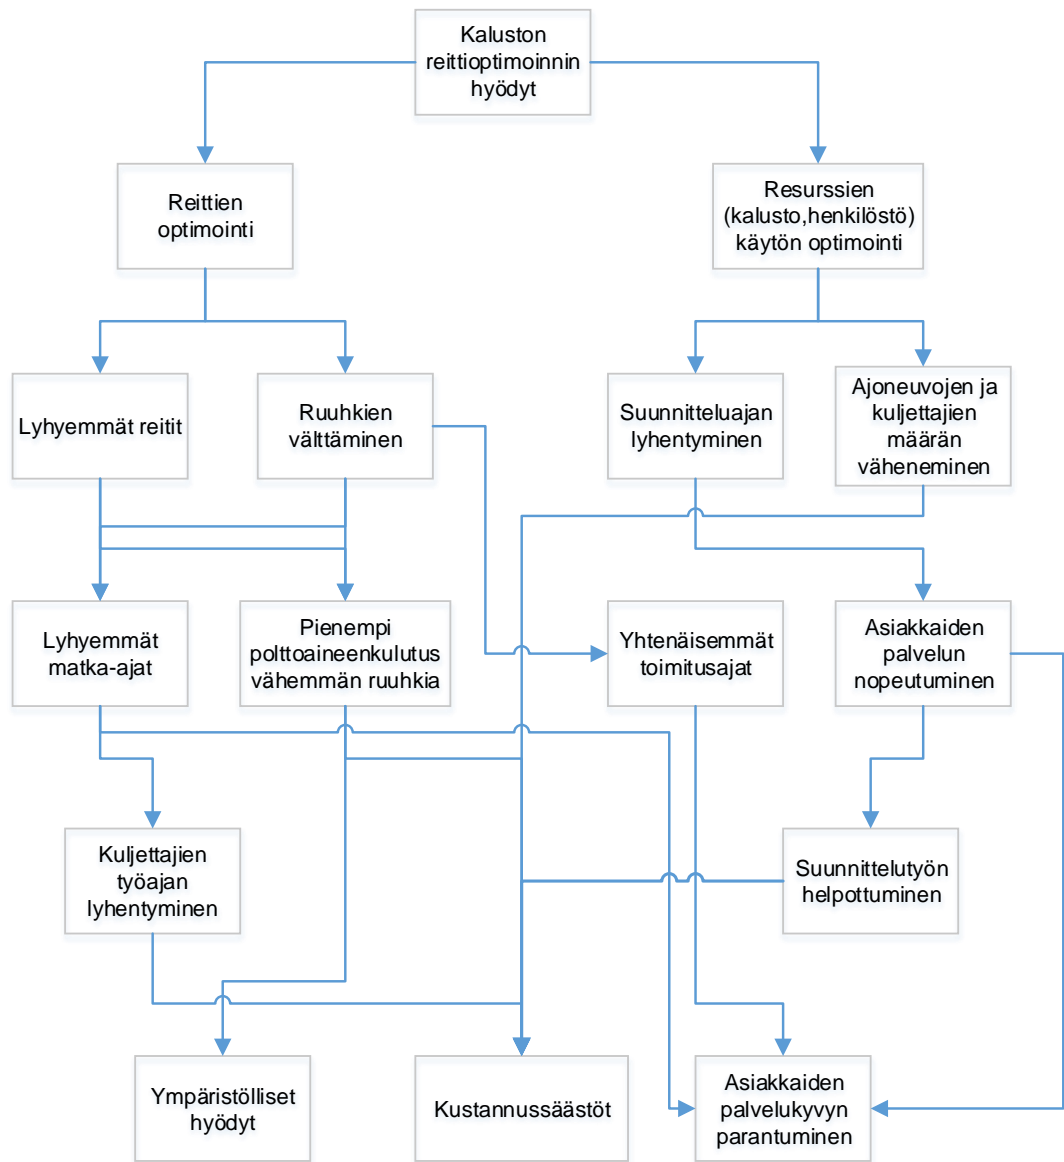 Kaluston
reittioptimoinnin
hyödyt
Reittien
optimointi
Resurssien
(kalusto,henkilöstö)
käytön optimointi
Lyhyemmät reitit
Ruuhkien
välttäminen
Suunnitteluajan
lyhentyminen
Ajoneuvojen ja
kuljettajien
määrän
väheneminen
Lyhyemmät
matka-ajat
Pienempi
polttoaineenkulutus
vähemmän ruuhkia
Yhtenäisemmät
toimitusajat
Asiakkaiden
palvelun
nopeutuminen
Kuljettajien
työajan
lyhentyminen
Suunnittelutyön
helpottuminen
Ympäristölliset
hyödyt
Kustannussäästöt
Asiakkaiden
palvelukyvyn
parantuminen